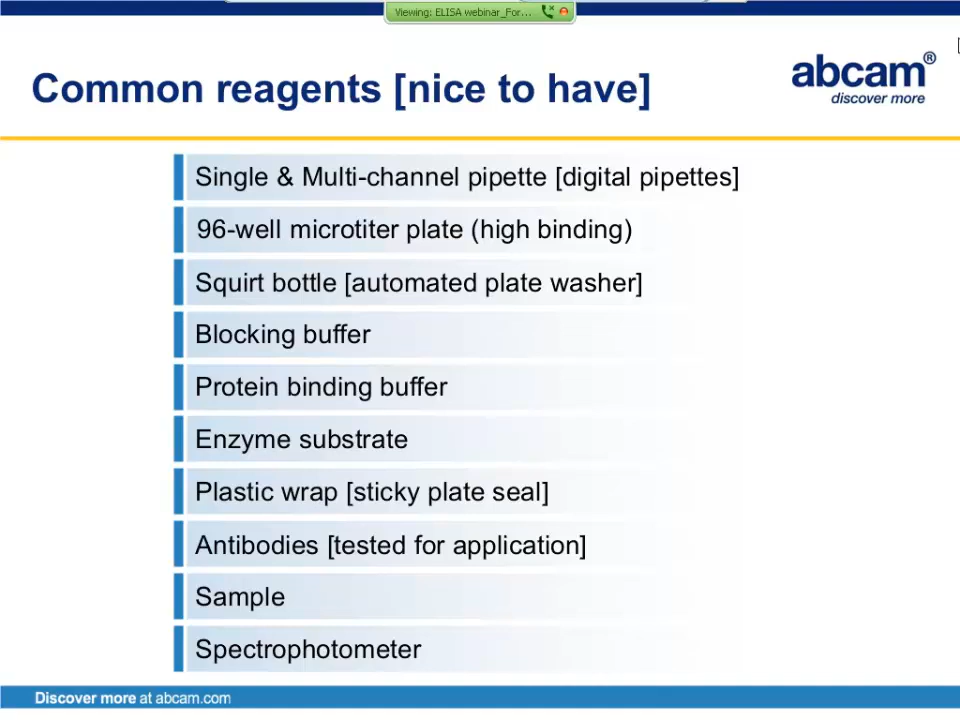 Viewing: ELISA webinar_For...
Common reagents [nice to have]
abcam®
discover more
Single & Multi-channel pipette [digital pipettes]
96-well microtiter plate (high binding)
Squirt bottle [automated plate washer]
Blocking buffer
Protein binding buffer
Enzyme substrate
Plastic wrap [sticky plate seal]
Antibodies [tested for application]
Sample
Spectrophotometer
Discover more at abcam.com